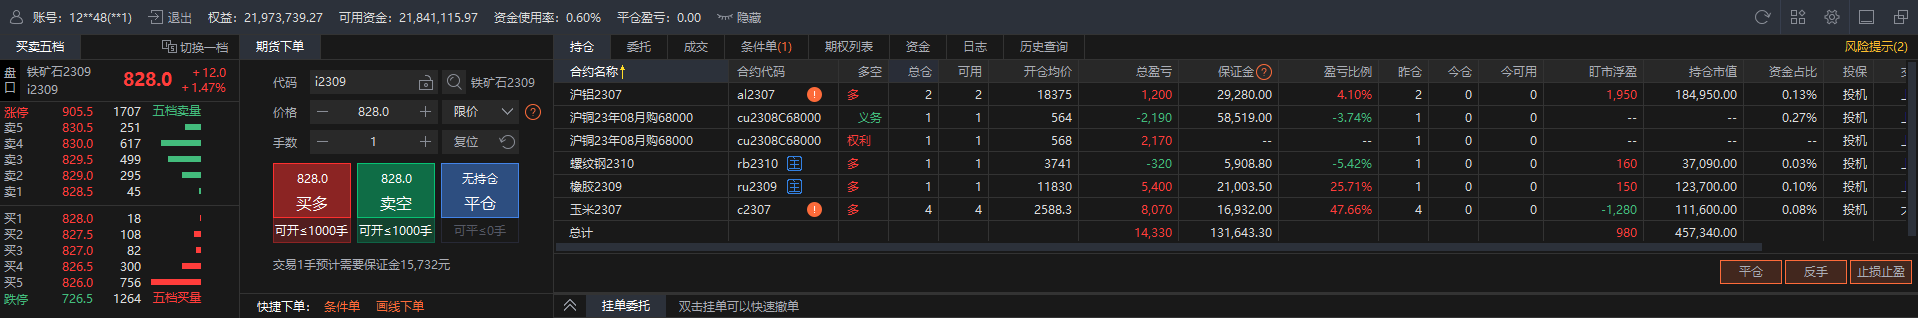 账号：12**48(**1) 退出 权益：21,973,739.27 可用资金：21,841,115.97 资金使用率：0.60% 平仓盈亏：0.00 隐藏
买卖五档 切换一档
盘口 铁矿石2309 i2309 828.0 +12.0 +1.47%
涨停 905.5 1707 五档卖量
卖5 830.5 251
卖4 830.0 617
卖3 829.5 499
卖2 829.0 295
卖1 828.5 45
买1 828.0 18
买2 827.5 108
买3 827.0 82
买4 826.5 300
买5 826.0 756
跌停 726.5 1264 五档买量
期货下单
代码 i2309 铁矿石2309
价格 — 828.0 + 限价 ?
手数 — 1 + 复位
828.0 买多 可开≤1000手
828.0 卖空 可开≤1000手
无持仓 平仓 可平≤0手
交易1手预计需要保证金15,732元
快捷下单： 条件单 画线下单
持仓 委托 成交 条件单(1) 期权列表 资金 日志 历史查询 风险提示(2)
合约名称↑ 合约代码 多空 总仓 可用 开仓均价 总盈亏 保证金? 盈亏比例 昨仓 今仓 今可用 盯市浮盈 持仓市值 资金占比 投保
沪铝2307 al2307 ! 多 2 2 18375 1,200 29,280.00 4.10% 2 0 0 1,950 184,950.00 0.13% 投机
沪铜23年08月购68000 cu2308C68000 义务 1 1 564 -2,190 58,519.00 -3.74% 1 0 0 -- -- 0.27% 投机
沪铜23年08月购68000 cu2308C68000 权利 1 1 568 2,170 -- -- 1 0 0 -- -- -- 投机
螺纹钢2310 rb2310 主 多 1 1 3741 -320 5,908.80 -5.42% 1 0 0 160 37,090.00 0.03% 投机
橡胶2309 ru2309 主 多 1 1 11830 5,400 21,003.50 25.71% 1 0 0 150 123,700.00 0.10% 投机
玉米2307 c2307 ! 多 4 4 2588.3 8,070 16,932.00 47.66% 4 0 0 -1,280 111,600.00 0.08% 投机
总计 14,330 131,643.30 980 457,340.00
平仓 反手 止损止盈
挂单委托 双击挂单可以快速撤单